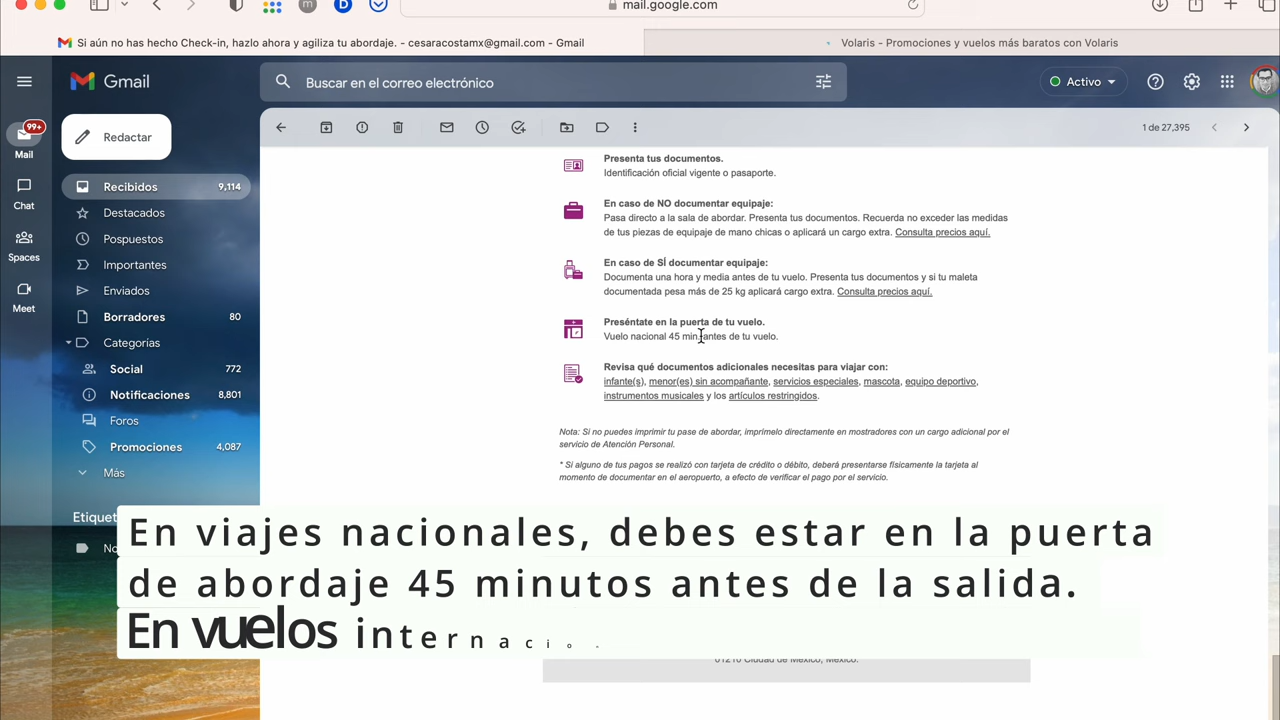 mail.google.com
Si aún no has hecho Check-in, hazlo ahora y agiliza tu abordaje. - cesaracostamx@gmail.com - Gmail
Volaris - Promociones y vuelos más baratos con Volaris
Gmail
Buscar en el correo electrónico
Activo
99+
Mail
Chat
Spaces
Meet
Redactar
1 de 27,395
Recibidos 9,114
Destacados
Pospuestos
Importantes
Enviados
Borradores 80
Categorías
Social 772
Notificaciones 8,801
Foros
Promociones 4,087
Más
Presenta tus documentos.
Identificación oficial vigente o pasaporte.
En caso de NO documentar equipaje:
Pasa directo a la sala de abordar. Presenta tus documentos. Recuerda no exceder las medidas
de tus piezas de equipaje de mano chicas o aplicará un cargo extra. Consulta precios aquí.
En caso de SÍ documentar equipaje:
Documenta una hora y media antes de tu vuelo. Presenta tus documentos y si tu maleta
documentada pesa más de 25 kg aplicará cargo extra. Consulta precios aquí.
Preséntate en la puerta de tu vuelo.
Vuelo nacional 45 min. antes de tu vuelo.
Revisa qué documentos adicionales necesitas para viajar con:
infante(s), menor(es) sin acompañante, servicios especiales, mascota, equipo deportivo,
instrumentos musicales y los artículos restringidos.
Nota: Si no puedes imprimir tu pase de abordar, imprímelo directamente en mostradores con un cargo adicional por el
servicio de Atención Personal.
* Si alguno de tus pagos se realizó con tarjeta de crédito o débito, deberá presentarse físicamente la tarjeta al
momento de documentar en el aeropuerto, a efecto de verificar el pago por el servicio.
Etiquet
No
En viajes nacionales, debes estar en la puerta
de abordaje 45 minutos antes de la salida.
En vuelos internacio
01210 Ciudad de México, México.